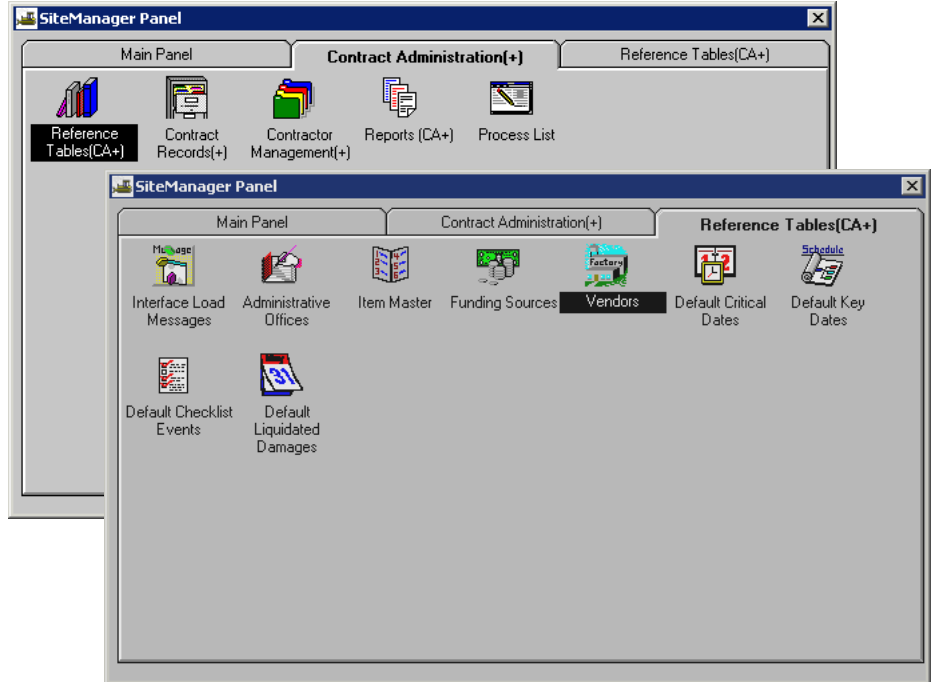 SiteManager Panel
Main Panel
Contract Administration(+)
Reference Tables(CA+)
Reference
Tables(CA+)
Contract
Records(+)
Contractor
Management(+)
Reports (CA+)
Process List
SiteManager Panel
Main Panel
Contract Administration(+)
Reference Tables(CA+)
Message
Interface Load
Messages
Administrative
Offices
Item Master
Funding Sources
Factory
Vendors
Default Critical
Dates
Schedule
Default Key
Dates
Default Checklist
Events
31
Default
Liquidated
Damages